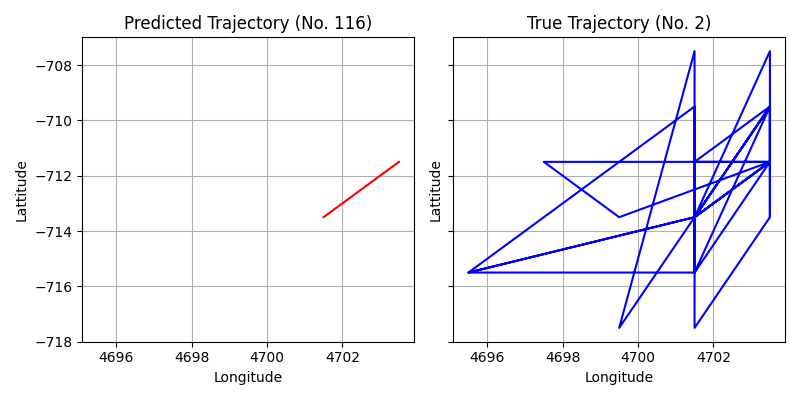 Predicted Trajectory (No. 116)
True Trajectory (No. 2)
Lattitude
−708
−710
−712
−714
−716
−718
4696
4698
4700
4702
Longitude
Lattitude
4696
4698
4700
4702
Longitude